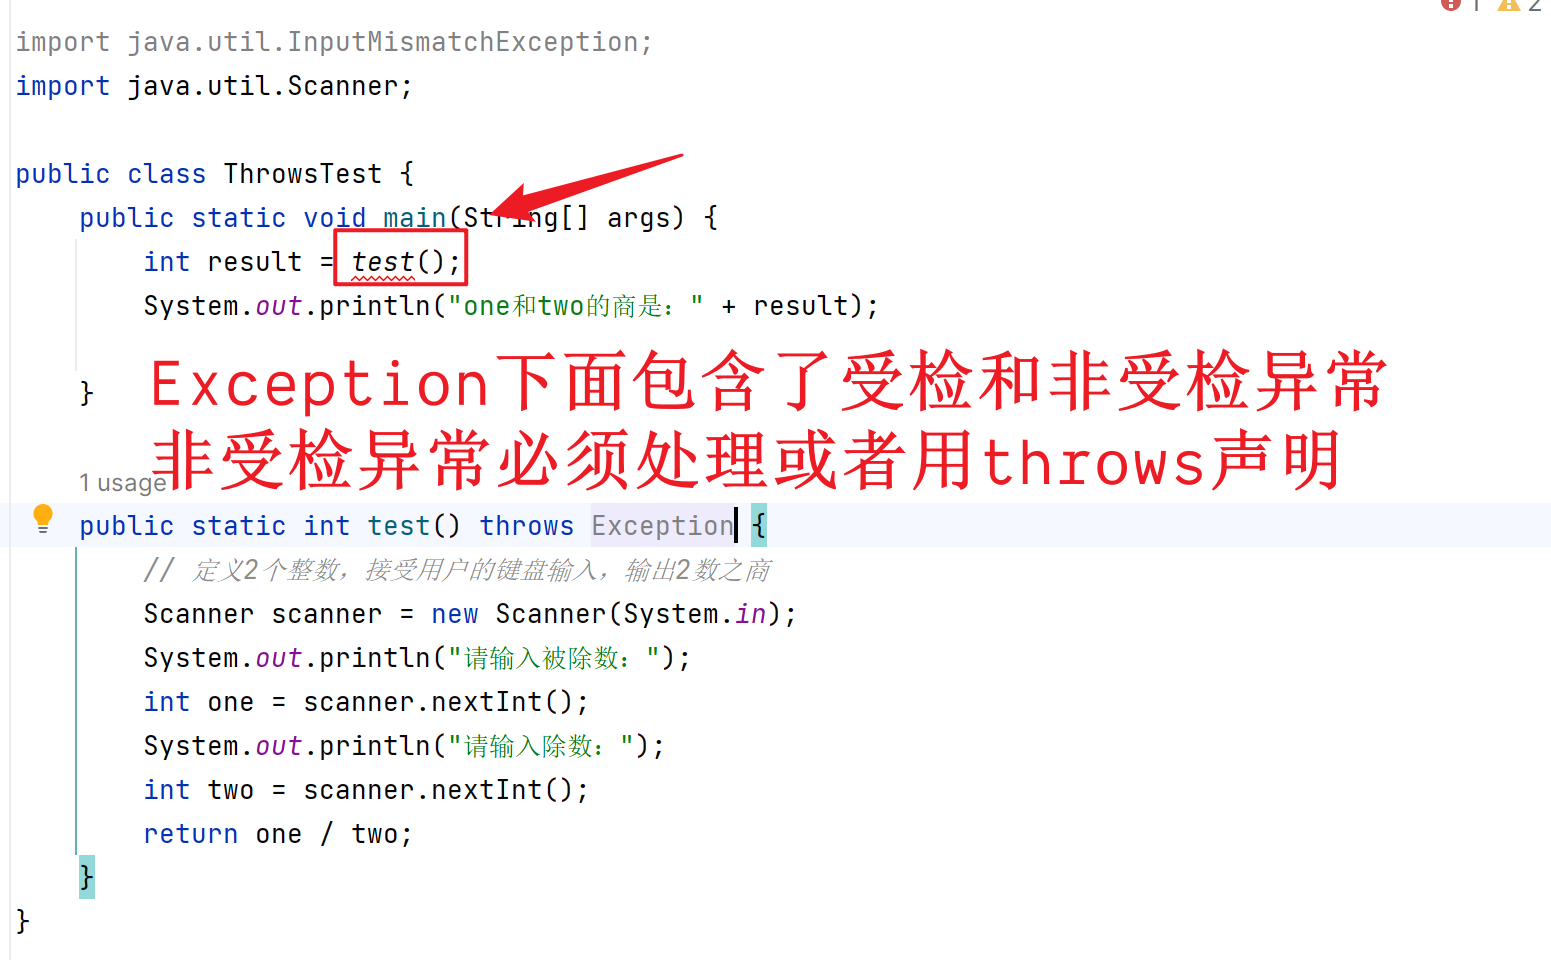 1 2
import java.util.InputMismatchException;
import java.util.Scanner;
public class ThrowsTest {
public static void main(String[] args) {
int result = test();
System.out.println("one和two的商是：" + result);
Exception下面包含了受检和非受检异常
}
非受检异常必须处理或者用throws声明
1 usage
public static int test() throws Exception {
// 定义2个整数，接受用户的键盘输入，输出2数之商
Scanner scanner = new Scanner(System.in);
System.out.println("请输入被除数：");
int one = scanner.nextInt();
System.out.println("请输入除数：");
int two = scanner.nextInt();
return one / two;
}
}